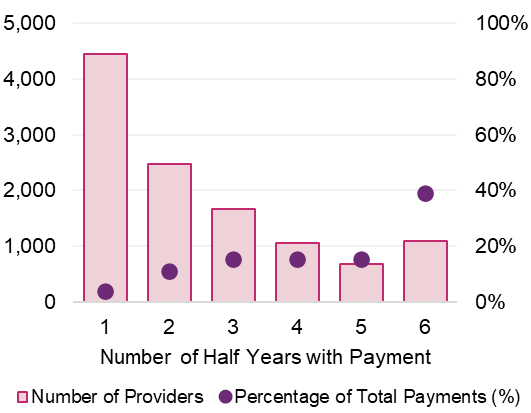 5,000 100%
4,000 80%
3,000 60%
2,000 40%
1,000 20%
0 0%
1 2 3 4 5 6
Number of Half Years with Payment
Number of Providers Percentage of Total Payments (%)